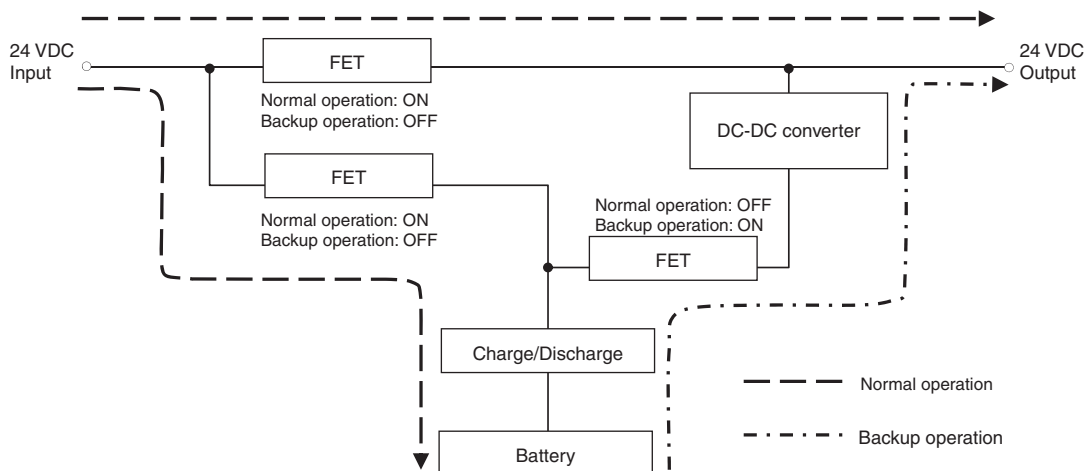 24 VDC
Input
FET
24 VDC
Output
Normal operation: ON
Backup operation: OFF
DC-DC converter
FET
Normal operation: ON
Backup operation: OFF
Normal operation: OFF
Backup operation: ON
FET
Charge/Discharge
Battery
Normal operation
Backup operation